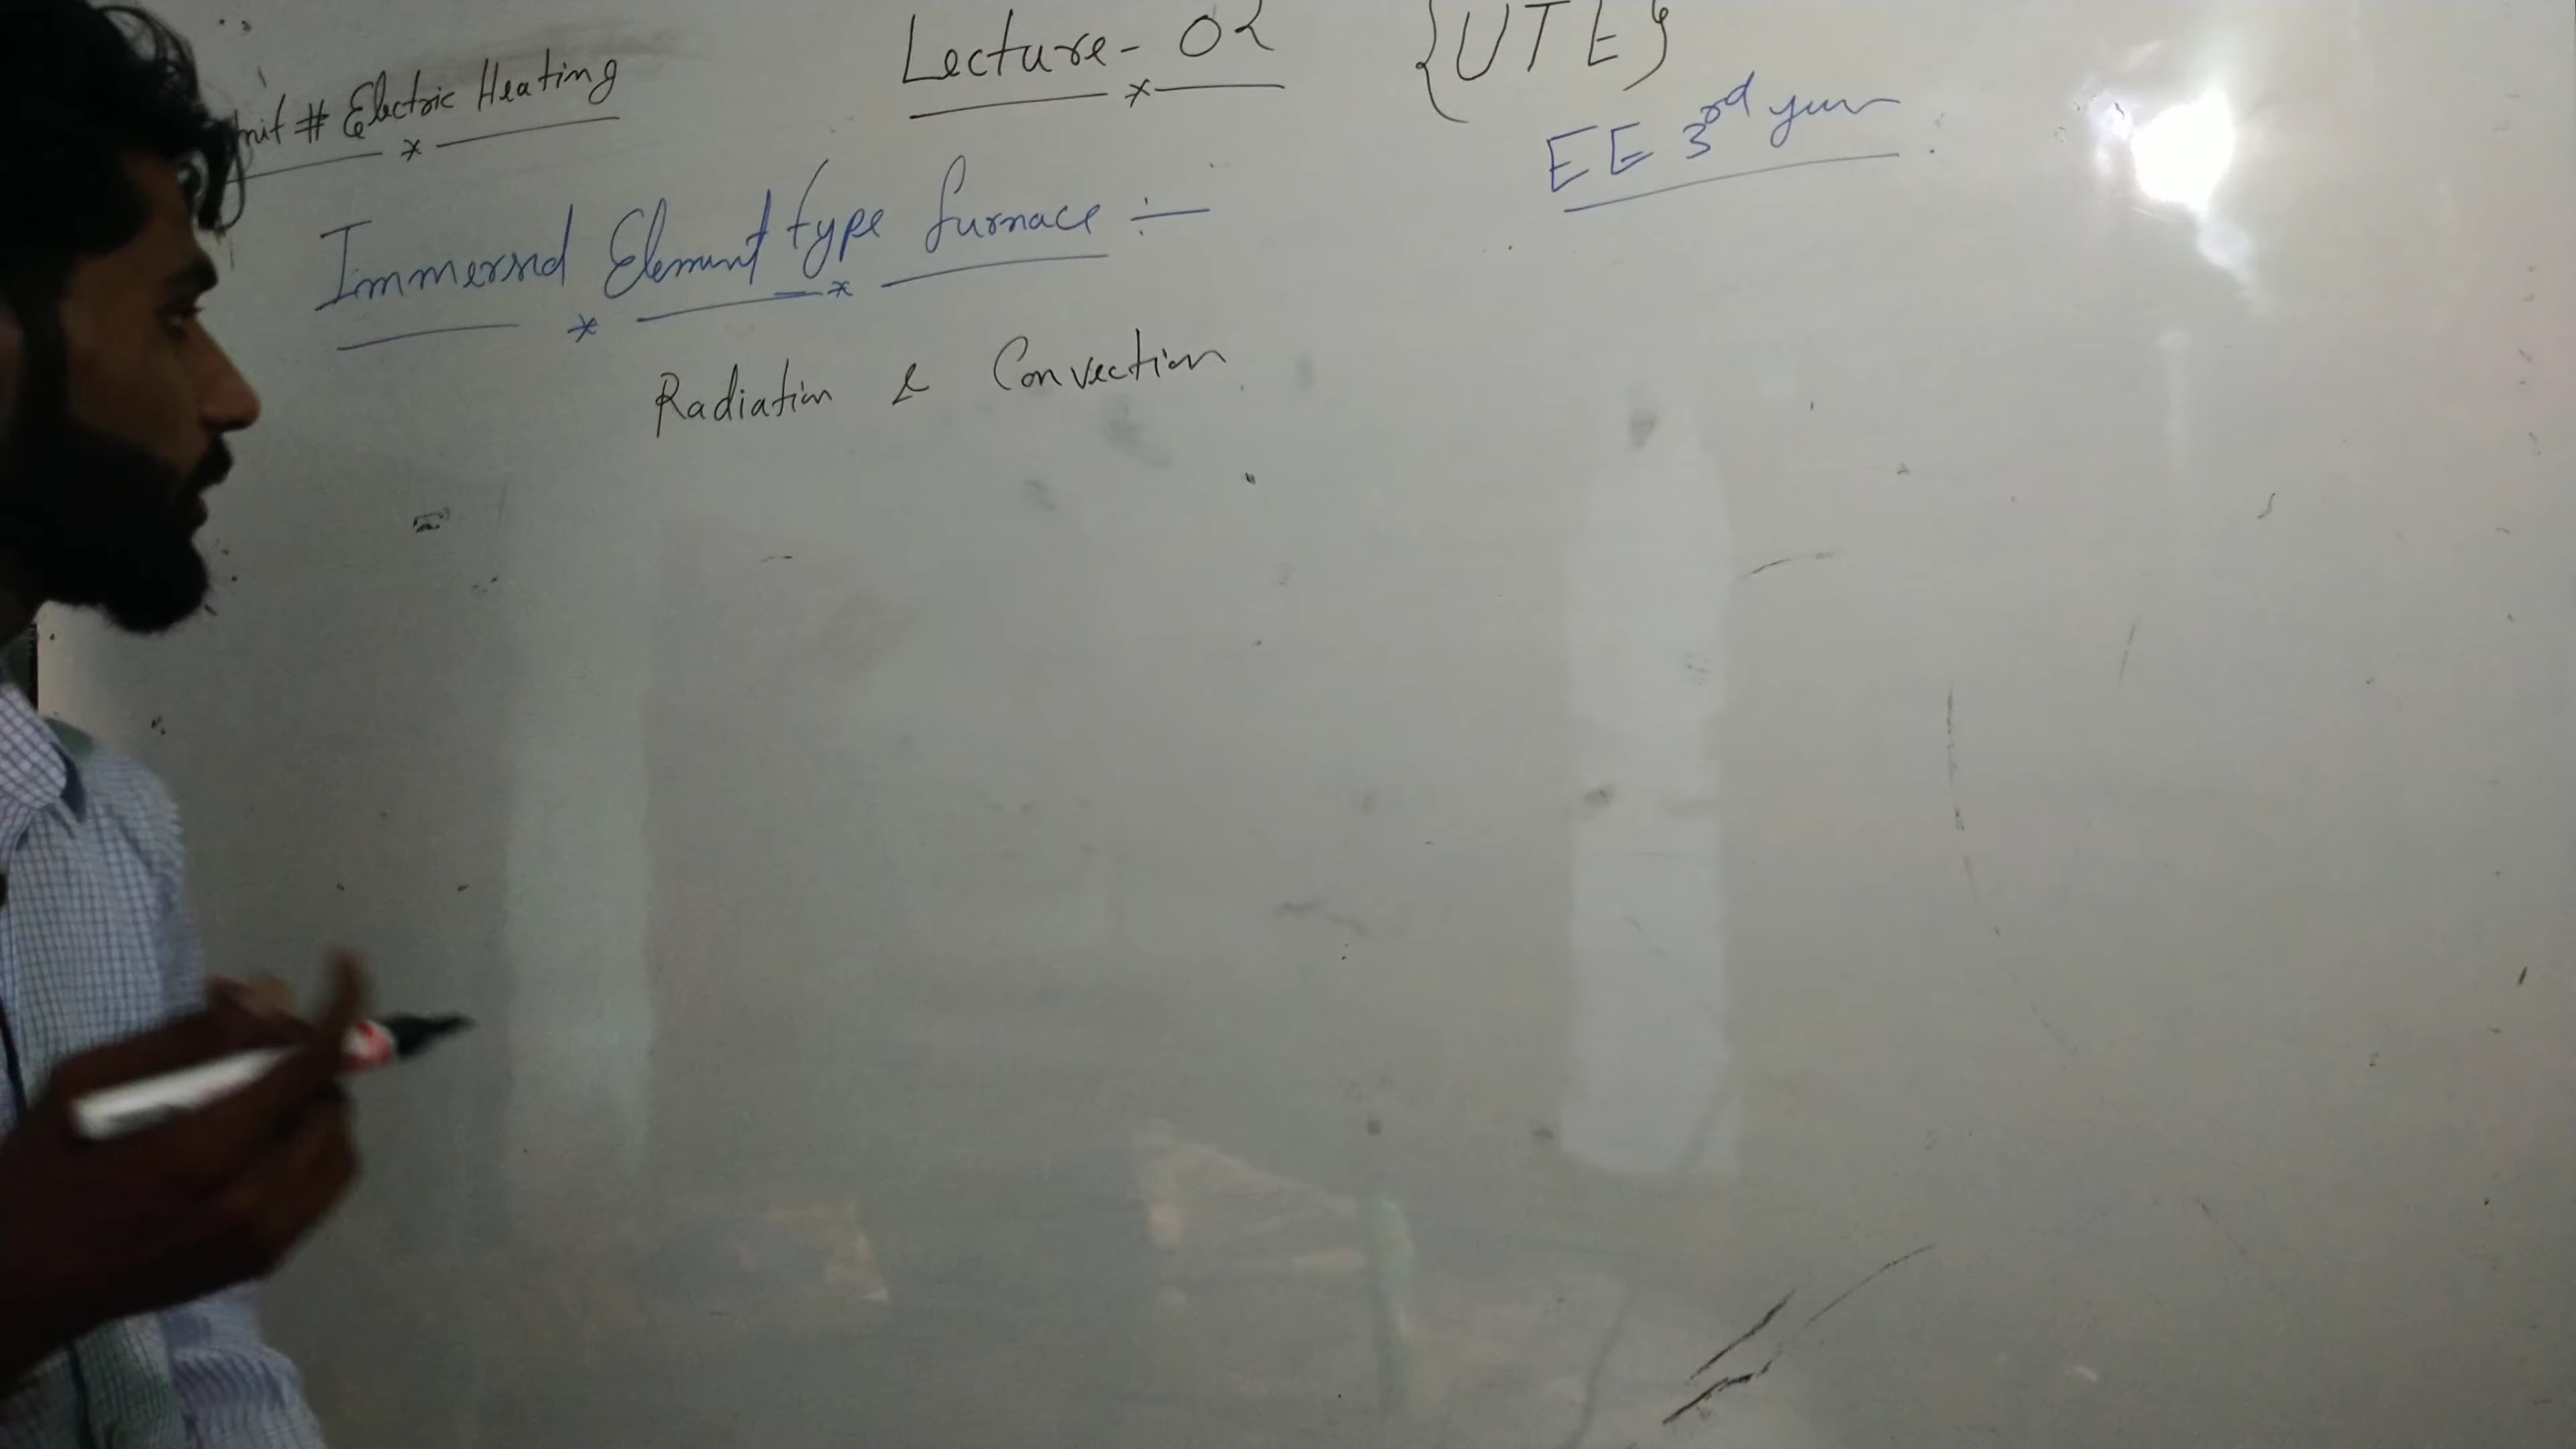 Lecture-02 {UTE}
Unit # Electric Heating
EE 3rd year
Immersed Element type furnace :-
Radiation & Convection